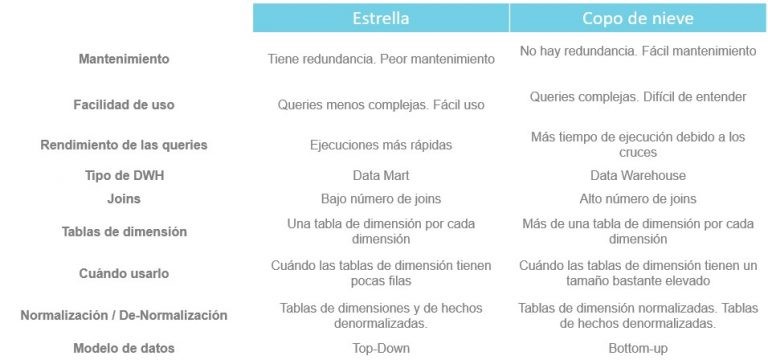 Estrella Copo de nieve
Mantenimiento Tiene redundancia. Peor mantenimiento No hay redundancia. Fácil mantenimiento
Facilidad de uso Queries menos complejas. Fácil uso Queries complejas. Difícil de entender
Rendimiento de las queries Ejecuciones más rápidas Más tiempo de ejecución debido a los
cruces
Tipo de DWH Data Mart Data Warehouse
Joins Bajo número de joins Alto número de joins
Tablas de dimensión Una tabla de dimensión por cada
dimensión Más de una tabla de dimensión por cada
dimensión
Cuándo usarlo Cuándo las tablas de dimensión tienen
pocas filas Cuándo las tablas de dimensión tienen un
tamaño bastante elevado
Normalización / De-Normalización Tablas de dimensiones y de hechos
denormalizadas. Tablas de dimensión normalizadas. Tablas
de hechos denormalizadas.
Modelo de datos Top-Down Bottom-up